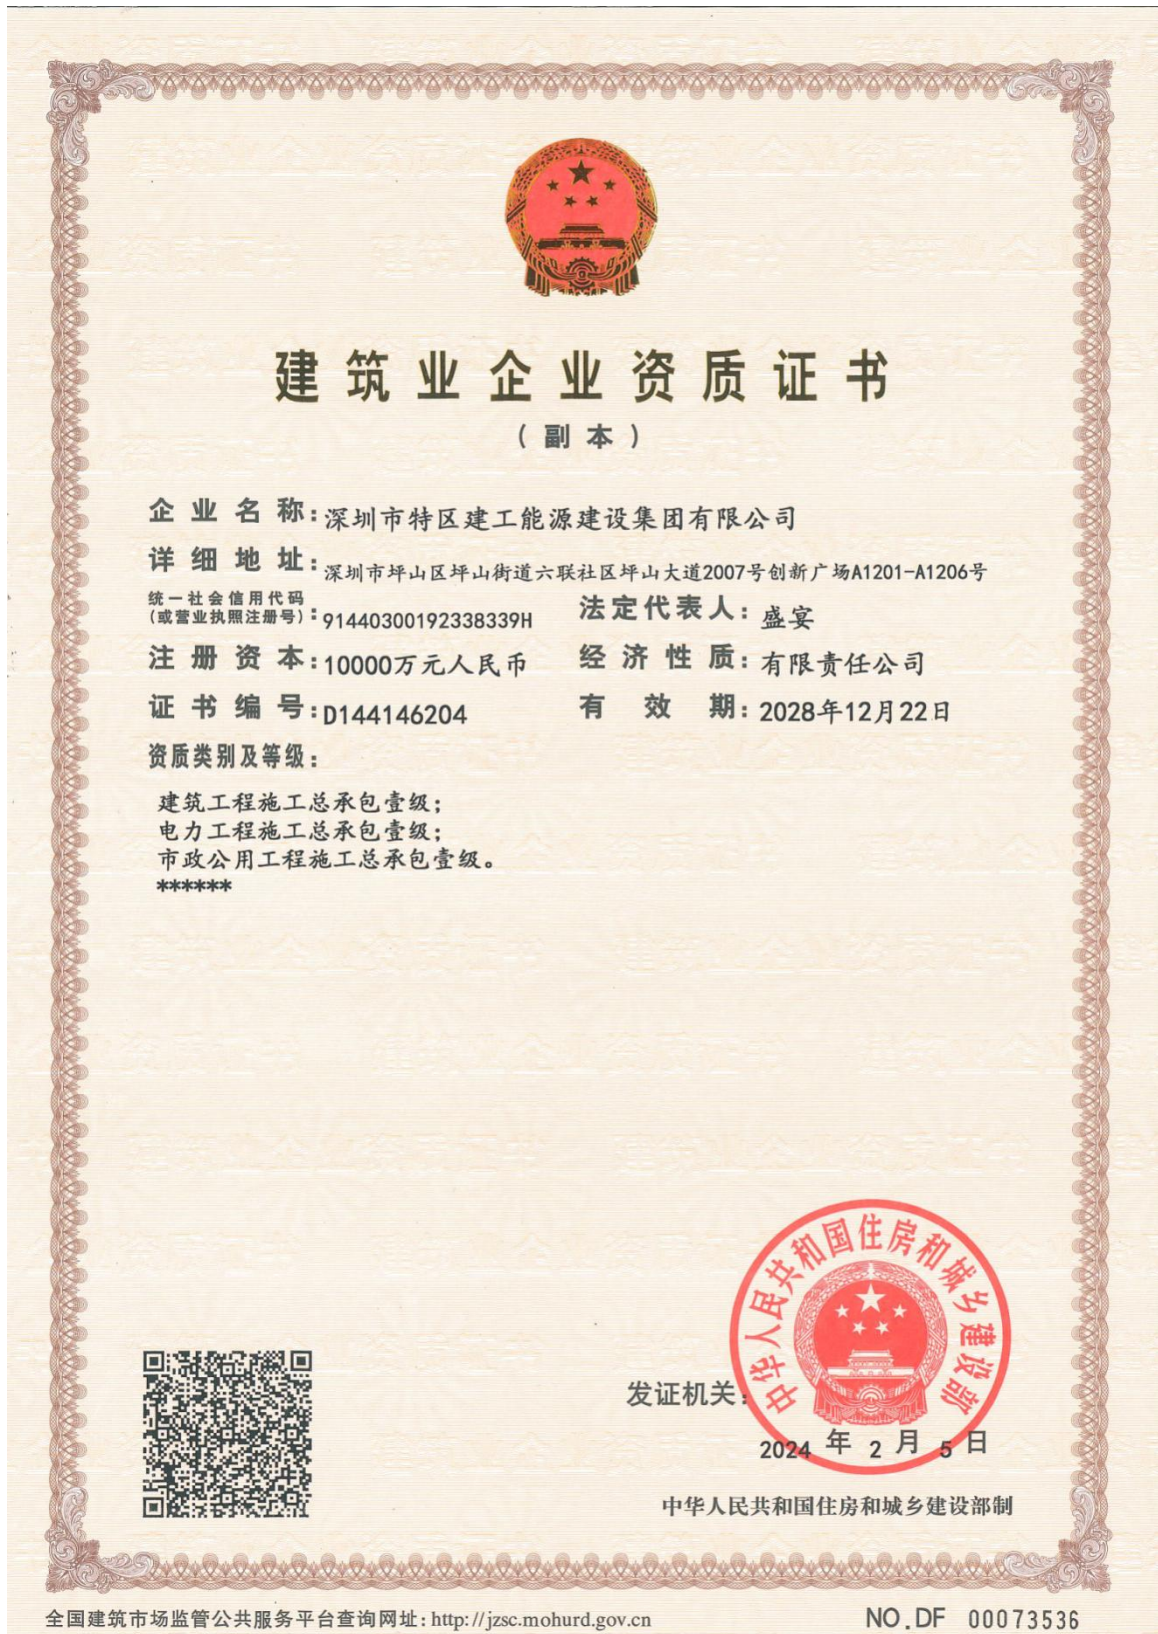 建筑业企业资质证书
（副本）
企业名称：深圳市特区建工能源建设集团有限公司
详细地址：深圳市坪山区坪山街道六联社区坪山大道2007号创新广场A1201-A1206号
统一社会信用代码
(或营业执照注册号)：91440300192338339H 法定代表人：盛宴
注册资本：10000万元人民币 经济性质：有限责任公司
证书编号：D144146204 有效期：2028年12月22日
资质类别及等级：
建筑工程施工总承包壹级；
电力工程施工总承包壹级；
市政公用工程施工总承包壹级。
******
中华人民共和国住房和城乡建设部
发证机关：
2024年2月5日
中华人民共和国住房和城乡建设部制
全国建筑市场监管公共服务平台查询网址：http://jzsc.mohurd.gov.cn NO.DF 00073536